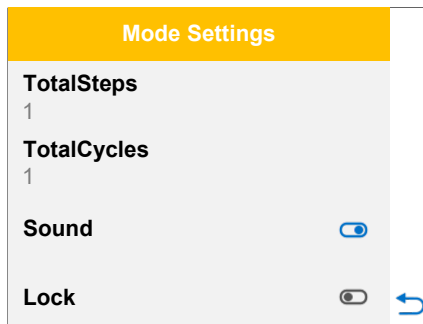 Mode Settings
TotalSteps
1
TotalCycles
1
Sound
Lock